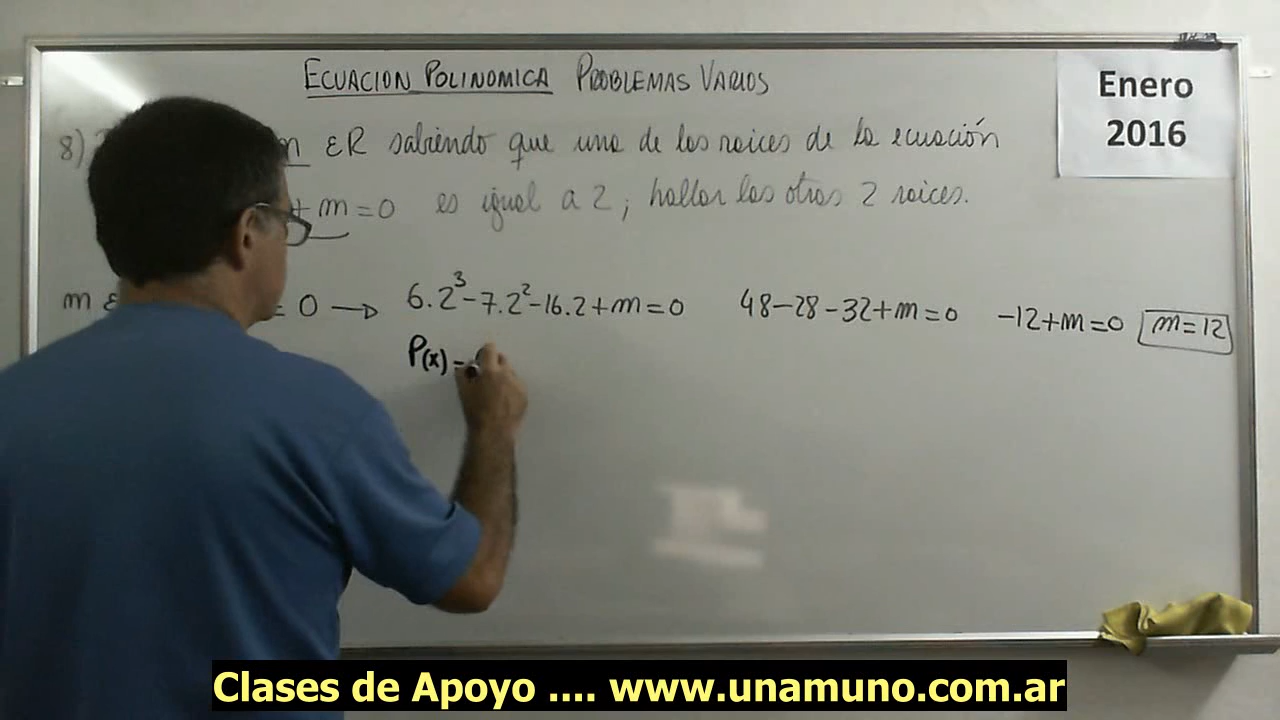 ECUACION POLINOMICA PROBLEMAS VARIOS
Enero
2016
8) m ε R sabiendo que una de las raices de la ecuación
+ m = 0 es igual a 2 ; hallar las otras 2 raices.
m ε = 0 → 6.2³-7.2²-16.2+m=0 48-28-32+m=0 -12+m=0 m=12
P(x) =
Clases de Apoyo .... www.unamuno.com.ar